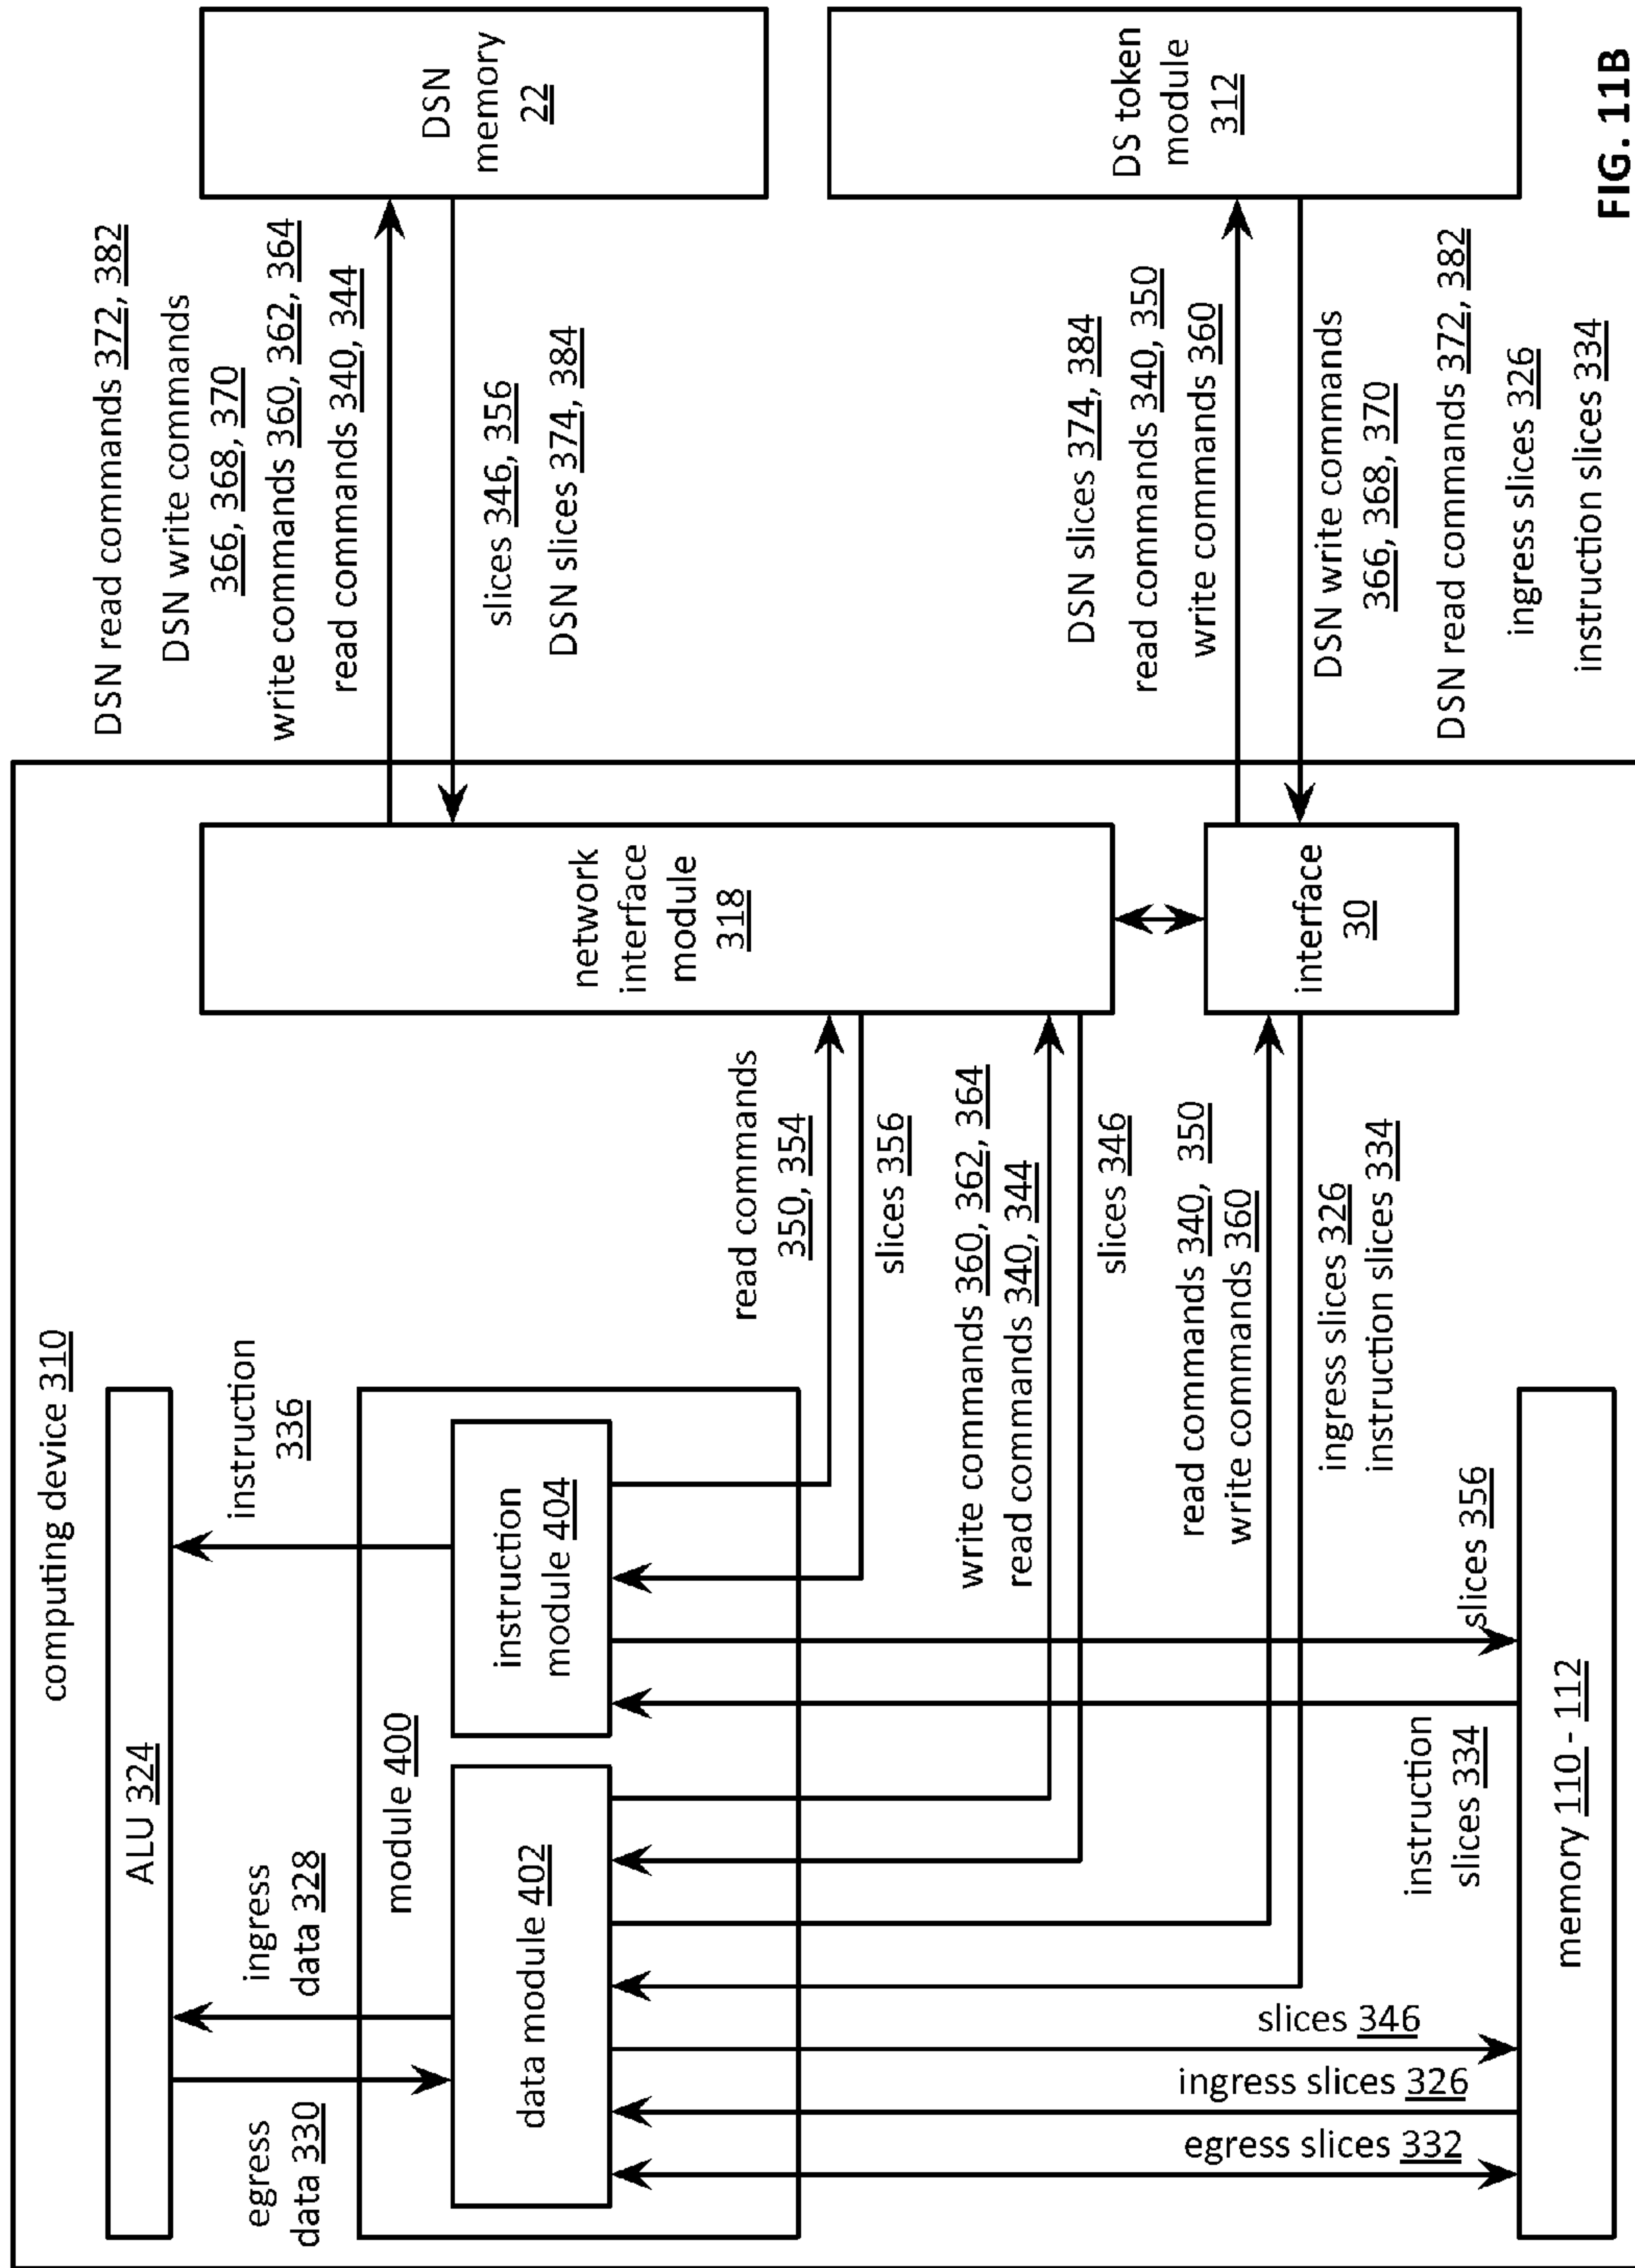 computing device 310
ALU 324
egress
data 330
ingress
data 328
instruction
336
module 400
data module 402
instruction
module 404
read commands
350, 354
slices 356
write commands 360, 362, 364
read commands 340, 344
slices 346
read commands 340, 350
write commands 360
ingress slices 326
instruction slices 334
slices 346
ingress slices 326
egress slices 332
instruction
slices 334
slices 356
memory 110 - 112
network
interface
module
318
interface
30
DSN read commands 372, 382
DSN write commands
366, 368, 370
write commands 360, 362, 364
read commands 340, 344
slices 346, 356
DSN slices 374, 384
DSN
memory
22
DSN slices 374, 384
read commands 340, 350
write commands 360
DSN write commands
366, 368, 370
DSN read commands 372, 382
ingress slices 326
instruction slices 334
DS token
module
312
FIG. 11B